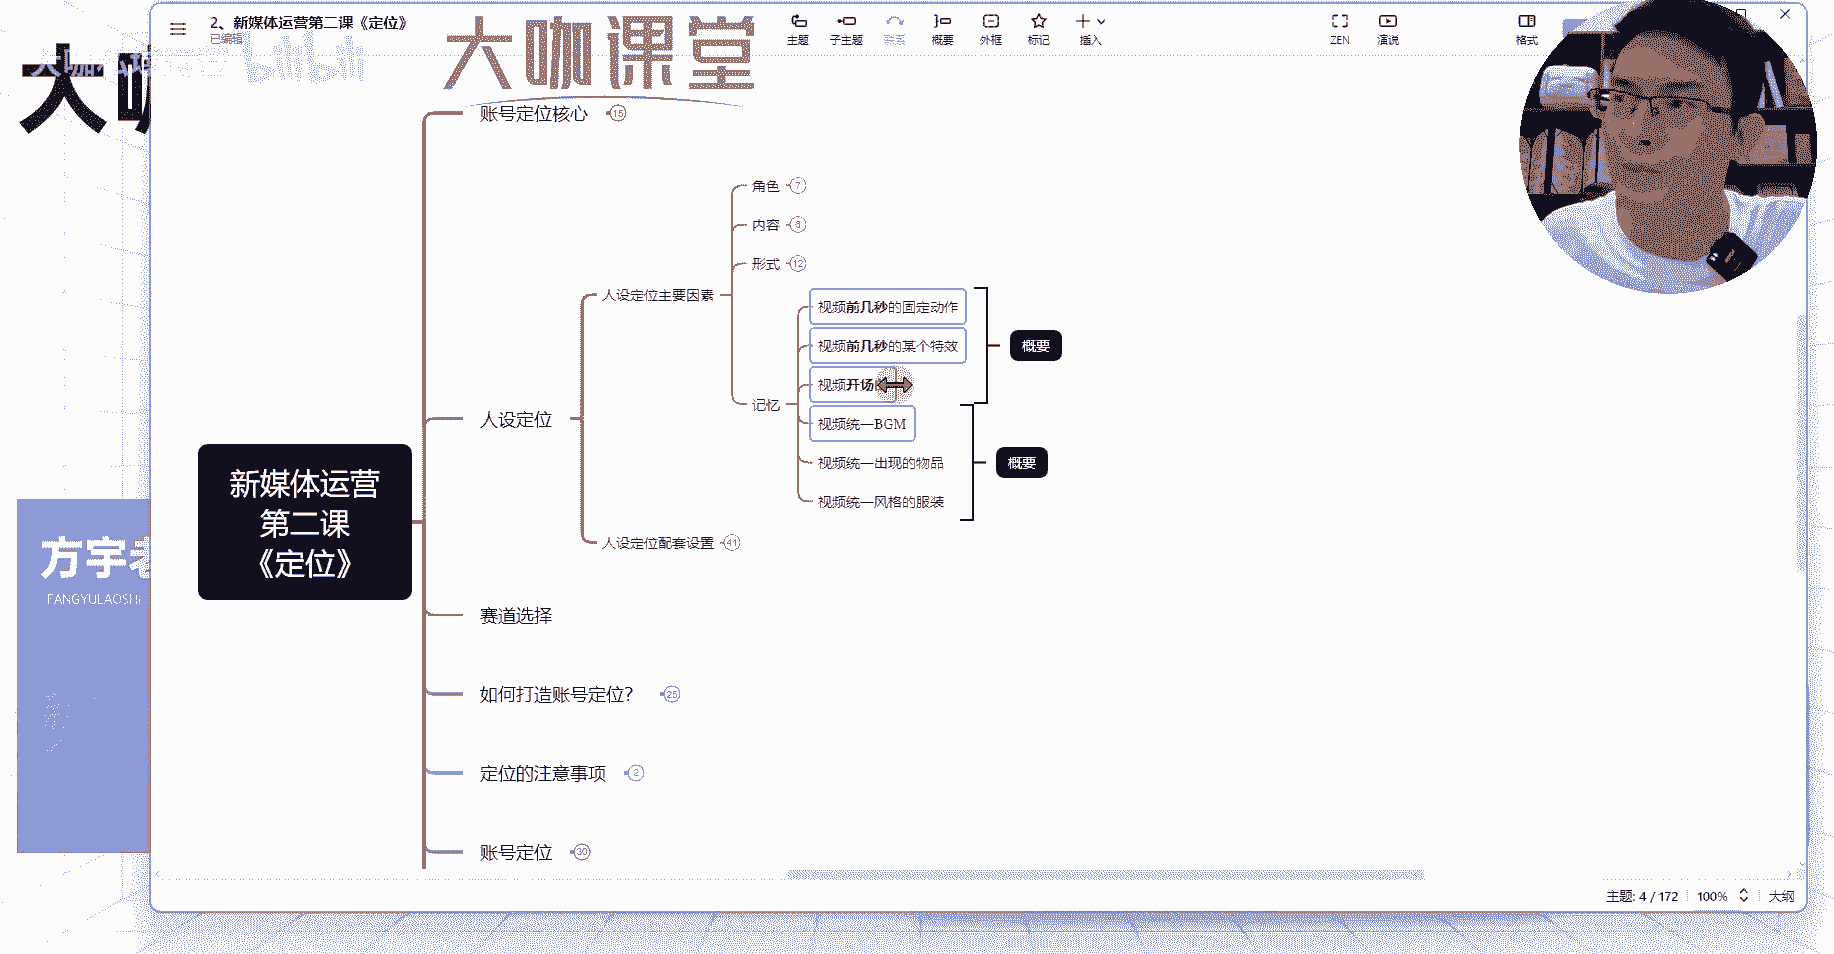 2、新媒体运营第二课《定位》
已编辑
bilibili
大咖课堂
主题
子主题
联系
概要
外框
标记
插入
ZEN
演说
格式
大咖
账号定位核心 15
角色 7
内容 8
形式 12
人设定位主要因素
视频前几秒的固定动作
视频前几秒的某个特效
概要
视频开场
记忆
人设定位
视频统一BGM
视频统一出现的物品
概要
视频统一风格的服装
新媒体运营
第二课
《定位》
人设定位配套设置 41
方宇老
FANGYULAOSHI
赛道选择
如何打造账号定位? 25
定位的注意事项 2
账号定位 30
主题: 4 / 172
100%
大纲